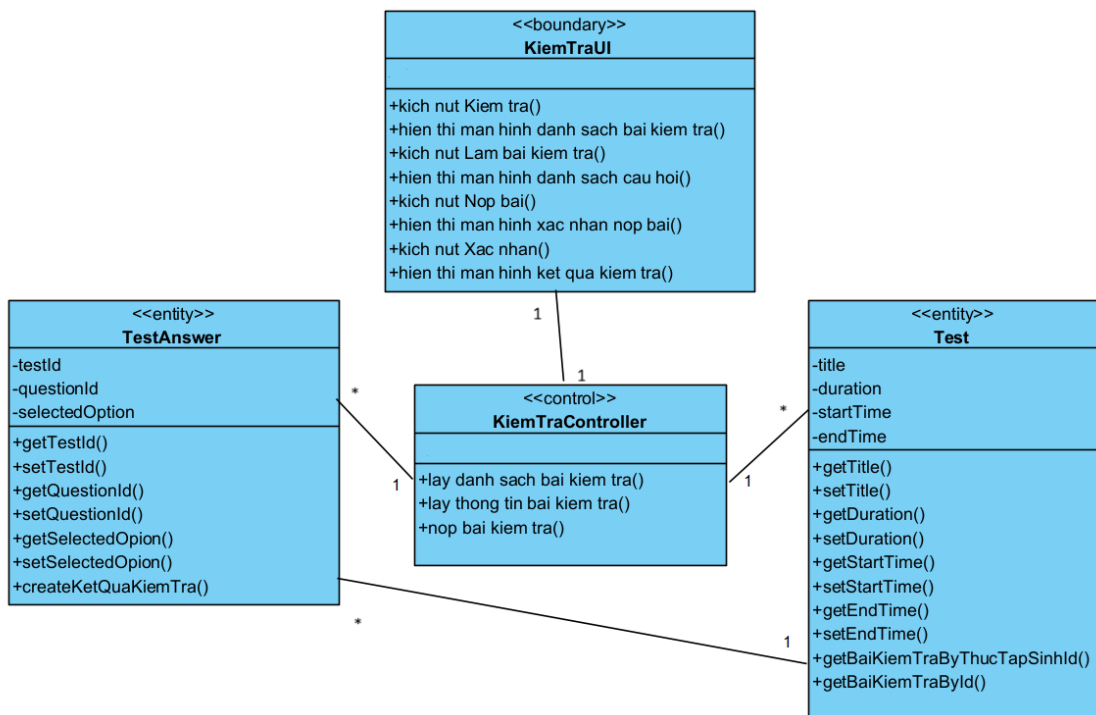 <<boundary>>
KiemTraUI
+kich nut Kiem tra()
+hien thi man hinh danh sach bai kiem tra()
+kich nut Lam bai kiem tra()
+hien thi man hinh danh sach cau hoi()
+kich nut Nop bai()
+hien thi man hinh xac nhan nop bai()
+kich nut Xac nhan()
+hien thi man hinh ket qua kiem tra()
1
1
<<entity>>
TestAnswer
-testId
-questionId
-selectedOption
+getTestId()
+setTestId()
+getQuestionId()
+setQuestionId()
+getSelectedOpion()
+setSelectedOpion()
+createKetQuaKiemTra()
*
1
<<control>>
KiemTraController
+lay danh sach bai kiem tra()
+lay thong tin bai kiem tra()
+nop bai kiem tra()
*
1
<<entity>>
Test
-title
-duration
-startTime
-endTime
+getTitle()
+setTitle()
+getDuration()
+setDuration()
+getStartTime()
+setStartTime()
+getEndTime()
+setEndTime()
+getBaiKiemTraByThucTapSinhId()
+getBaiKiemTraById()
*
1